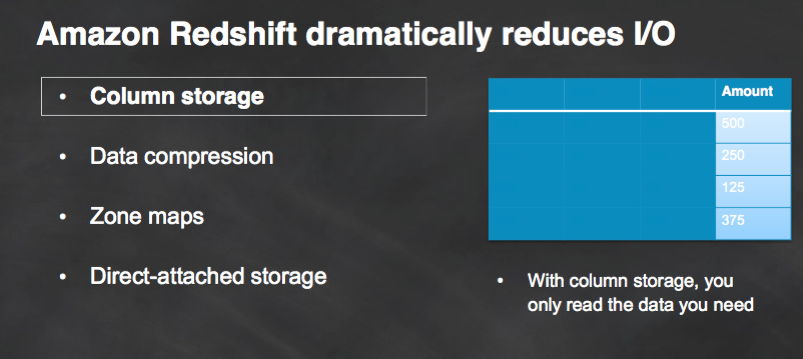 Amazon Redshift dramatically reduces I/O
• Column storage
• Data compression
• Zone maps
• Direct-attached storage
Amount
500
250
125
375
• With column storage, you
only read the data you need